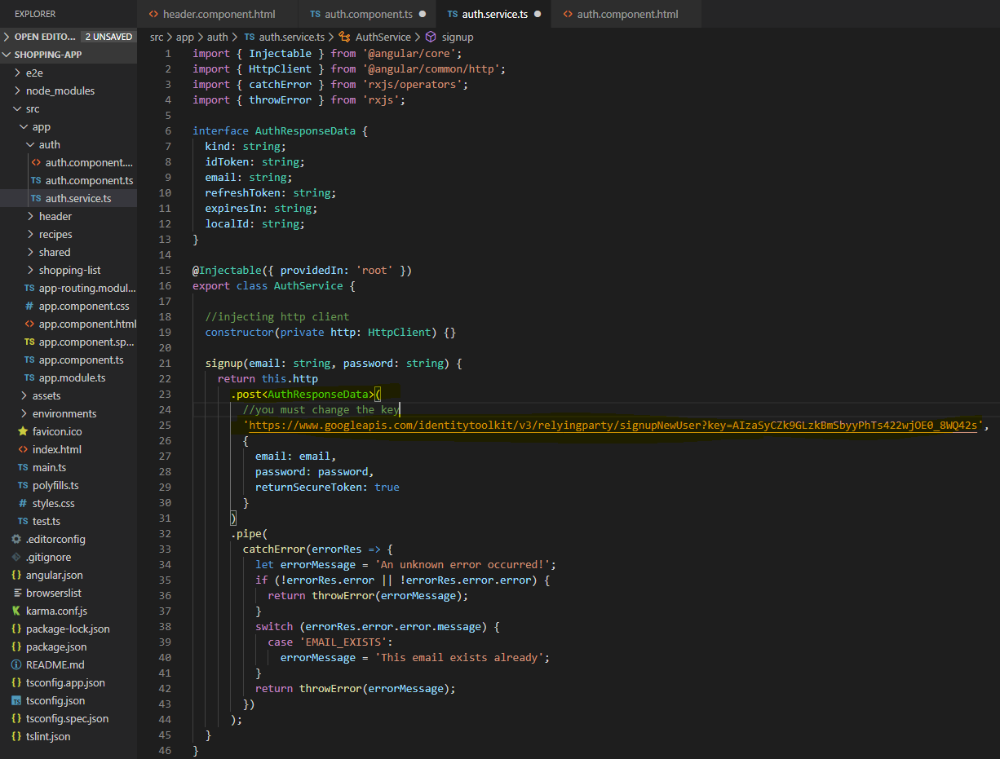 EXPLORER
OPEN EDITO... 2 UNSAVED
SHOPPING-APP
e2e
node_modules
src
app
auth
auth.component....
auth.component.ts
auth.service.ts
header
recipes
shared
shopping-list
app-routing.modul...
app.component.css
app.component.html
app.component.sp...
app.component.ts
app.module.ts
assets
environments
favicon.ico
index.html
main.ts
polyfills.ts
styles.css
test.ts
.editorconfig
.gitignore
angular.json
browserslist
karma.conf.js
package-lock.json
package.json
README.md
tsconfig.app.json
tsconfig.json
tsconfig.spec.json
tslint.json
header.component.html TS auth.component.ts TS auth.service.ts auth.component.html
src > app > auth > TS auth.service.ts > AuthService > signup
1 import { Injectable } from '@angular/core';
2 import { HttpClient } from '@angular/common/http';
3 import { catchError } from 'rxjs/operators';
4 import { throwError } from 'rxjs';
5
6 interface AuthResponseData {
7 kind: string;
8 idToken: string;
9 email: string;
10 refreshToken: string;
11 expiresIn: string;
12 localId: string;
13 }
14
15 @Injectable({ providedIn: 'root' })
16 export class AuthService {
17
18 //injecting http client
19 constructor(private http: HttpClient) {}
20
21 signup(email: string, password: string) {
22 return this.http
23 .post<AuthResponseData>(
24 //you must change the key
25 'https://www.googleapis.com/identitytoolkit/v3/relyingparty/signupNewUser?key=AIzaSyCZk9GLzkBmSbyyPhTs422wjOE0_8WQ42s',
26 {
27 email: email,
28 password: password,
29 returnSecureToken: true
30 }
31 )
32 .pipe(
33 catchError(errorRes => {
34 let errorMessage = 'An unknown error occurred!';
35 if (!errorRes.error || !errorRes.error.error) {
36 return throwError(errorMessage);
37 }
38 switch (errorRes.error.error.message) {
39 case 'EMAIL_EXISTS':
40 errorMessage = 'This email exists already';
41 }
42 return throwError(errorMessage);
43 })
44 );
45 }
46 }